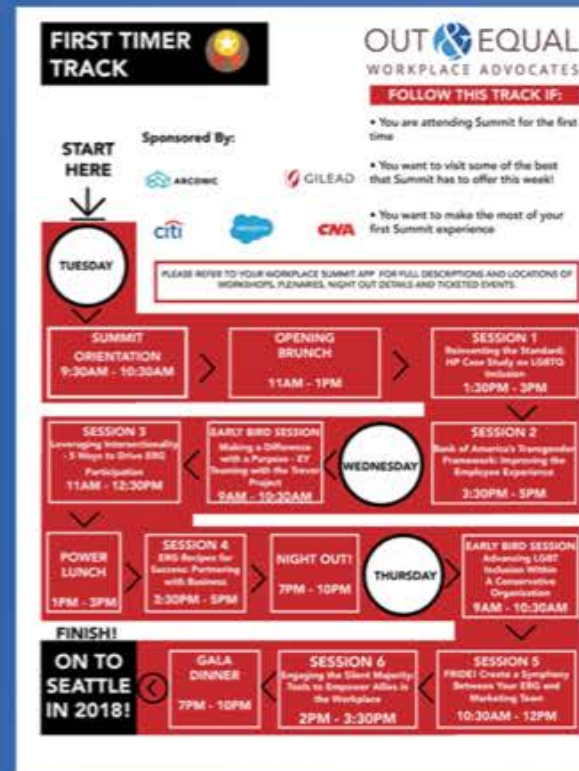 FIRST TIMER
TRACK
OUT & EQUAL
WORKPLACE ADVOCATES
FOLLOW THIS TRACK IF:
• You are attending Summit for the first
time
• You want to visit some of the best
that Summit has to offer this week!
• You want to make the most of your
first Summit experience
START
HERE
Sponsored By:
ARCONIC
GILEAD
citi
salesforce
CNA
TUESDAY
PLEASE REFER TO YOUR WORKPLACE SUMMIT APP FOR FULL DESCRIPTIONS AND LOCATIONS OF
WORKSHOPS, PLENARIES, NIGHT OUT DETAILS AND TICKETED EVENTS.
SUMMIT
ORIENTATION
9:30AM - 10:30AM
OPENING
BRUNCH
11AM - 1PM
SESSION 1
Reinventing the Standard:
HP Case Study on LGBTQ
Inclusion
1:30PM - 3PM
SESSION 2
Bank of America's Transgender
Framework: Improving the
Employee Experience
3:30PM - 5PM
WEDNESDAY
EARLY BIRD SESSION
Making a Difference
with a Purpose - EY
Teaming with the Trevor
Project
9AM - 10:30AM
SESSION 3
Leveraging Intersectionality
- 5 Ways to Drive ERG
Participation
11AM - 12:30PM
POWER
LUNCH
1PM - 3PM
SESSION 4
ERG Recipes for
Success: Partnering
with Business
3:30PM - 5PM
NIGHT OUT!
7PM - 10PM
THURSDAY
EARLY BIRD SESSION
Advancing LGBT
Inclusion Within
A Conservative
Organization
9AM - 10:30AM
SESSION 5
PRIDE! Create a Symphony
Between Your ERG and
Marketing Team
10:30AM - 12PM
SESSION 6
Engaging the Silent Majority:
Tools to Empower Allies in
the Workplace
2PM - 3:30PM
GALA
DINNER
7PM - 10PM
FINISH!
ON TO
SEATTLE
IN 2018!